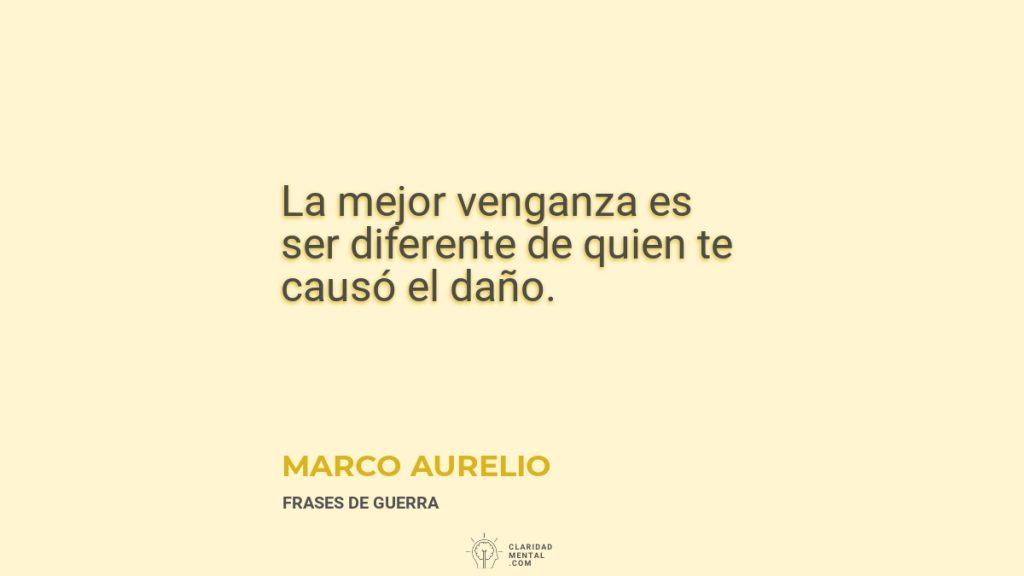 La mejor venganza es
ser diferente de quien te
causó el daño.
MARCO AURELIO
FRASES DE GUERRA
CLARIDAD
MENTAL
.COM